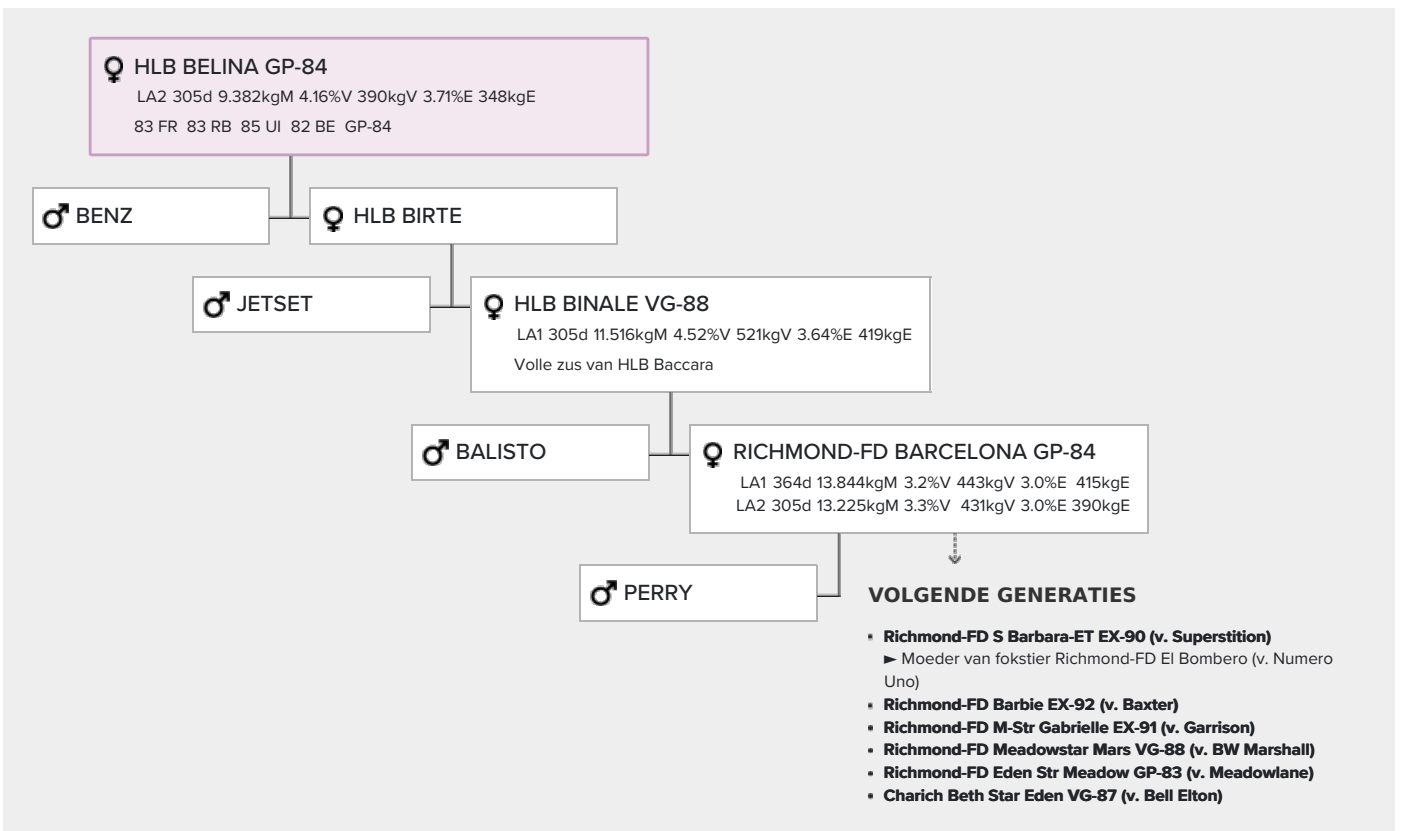 HLB BELINA GP-84
LA2 305d 9.382kgM 4.16%V 390kgV 3.71%E 348kgE
83 FR 83 RB 85 UI 82 BE GP-84
BENZ
HLB BIRTE
JETSET
HLB BINALE VG-88
LA1 305d 11.516kgM 4.52%V 521kgV 3.64%E 419kgE
Volle zus van HLB Baccara
BALISTO
RICHMOND-FD BARCELONA GP-84
LA1 364d 13.844kgM 3.2%V 443kgV 3.0%E 415kgE
LA2 305d 13.225kgM 3.3%V 431kgV 3.0%E 390kgE
PERRY
VOLGENDE GENERATIES
• Richmond-FD S Barbara-ET EX-90 (v. Superstition)
► Moeder van fokstier Richmond-FD El Bombero (v. Numero
Uno)
• Richmond-FD Barbie EX-92 (v. Baxter)
• Richmond-FD M-Str Gabrielle EX-91 (v. Garrison)
• Richmond-FD Meadowstar Mars VG-88 (v. BW Marshall)
• Richmond-FD Eden Str Meadow GP-83 (v. Meadowlane)
• Charich Beth Star Eden VG-87 (v. Bell Elton)